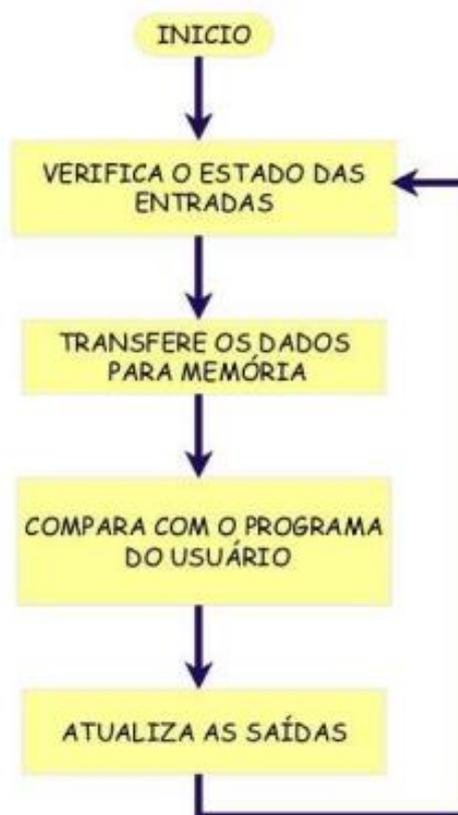 INICIO
VERIFICA O ESTADO DAS
ENTRADAS
TRANSFERE OS DADOS
PARA MEMÓRIA
COMPARA COM O PROGRAMA
DO USUÁRIO
ATUALIZA AS SAÍDAS